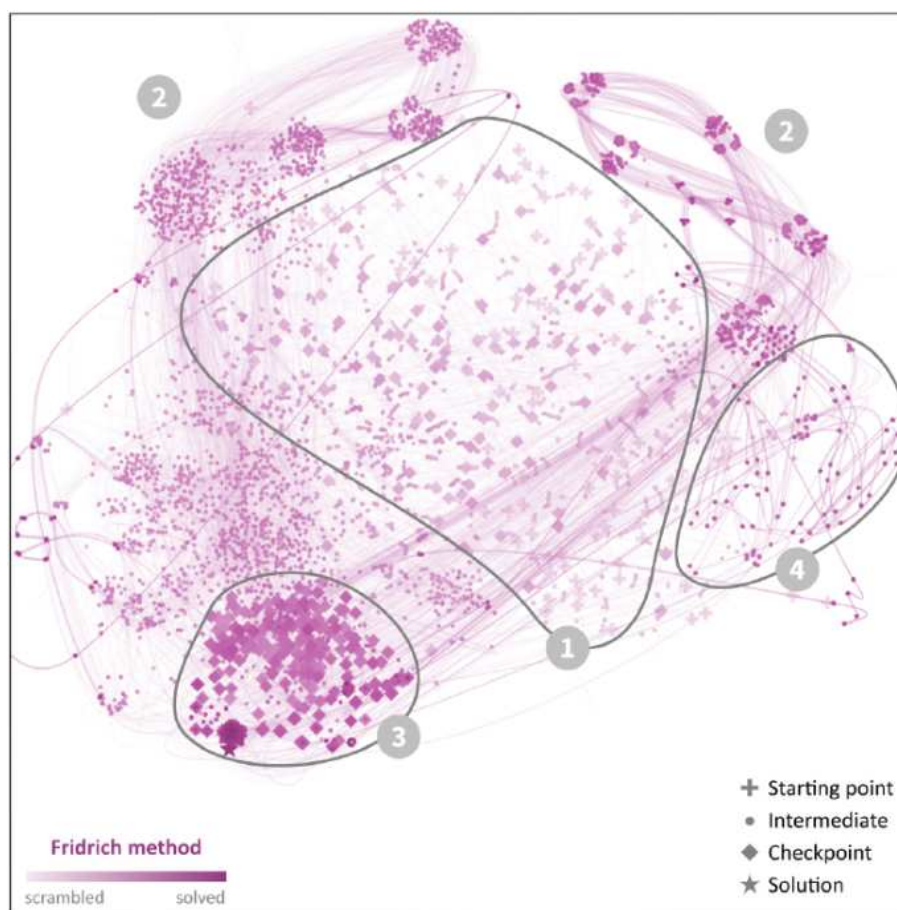 2
2
4
1
3
Starting point
Intermediate
Checkpoint
Solution
Fridrich method
scrambled solved